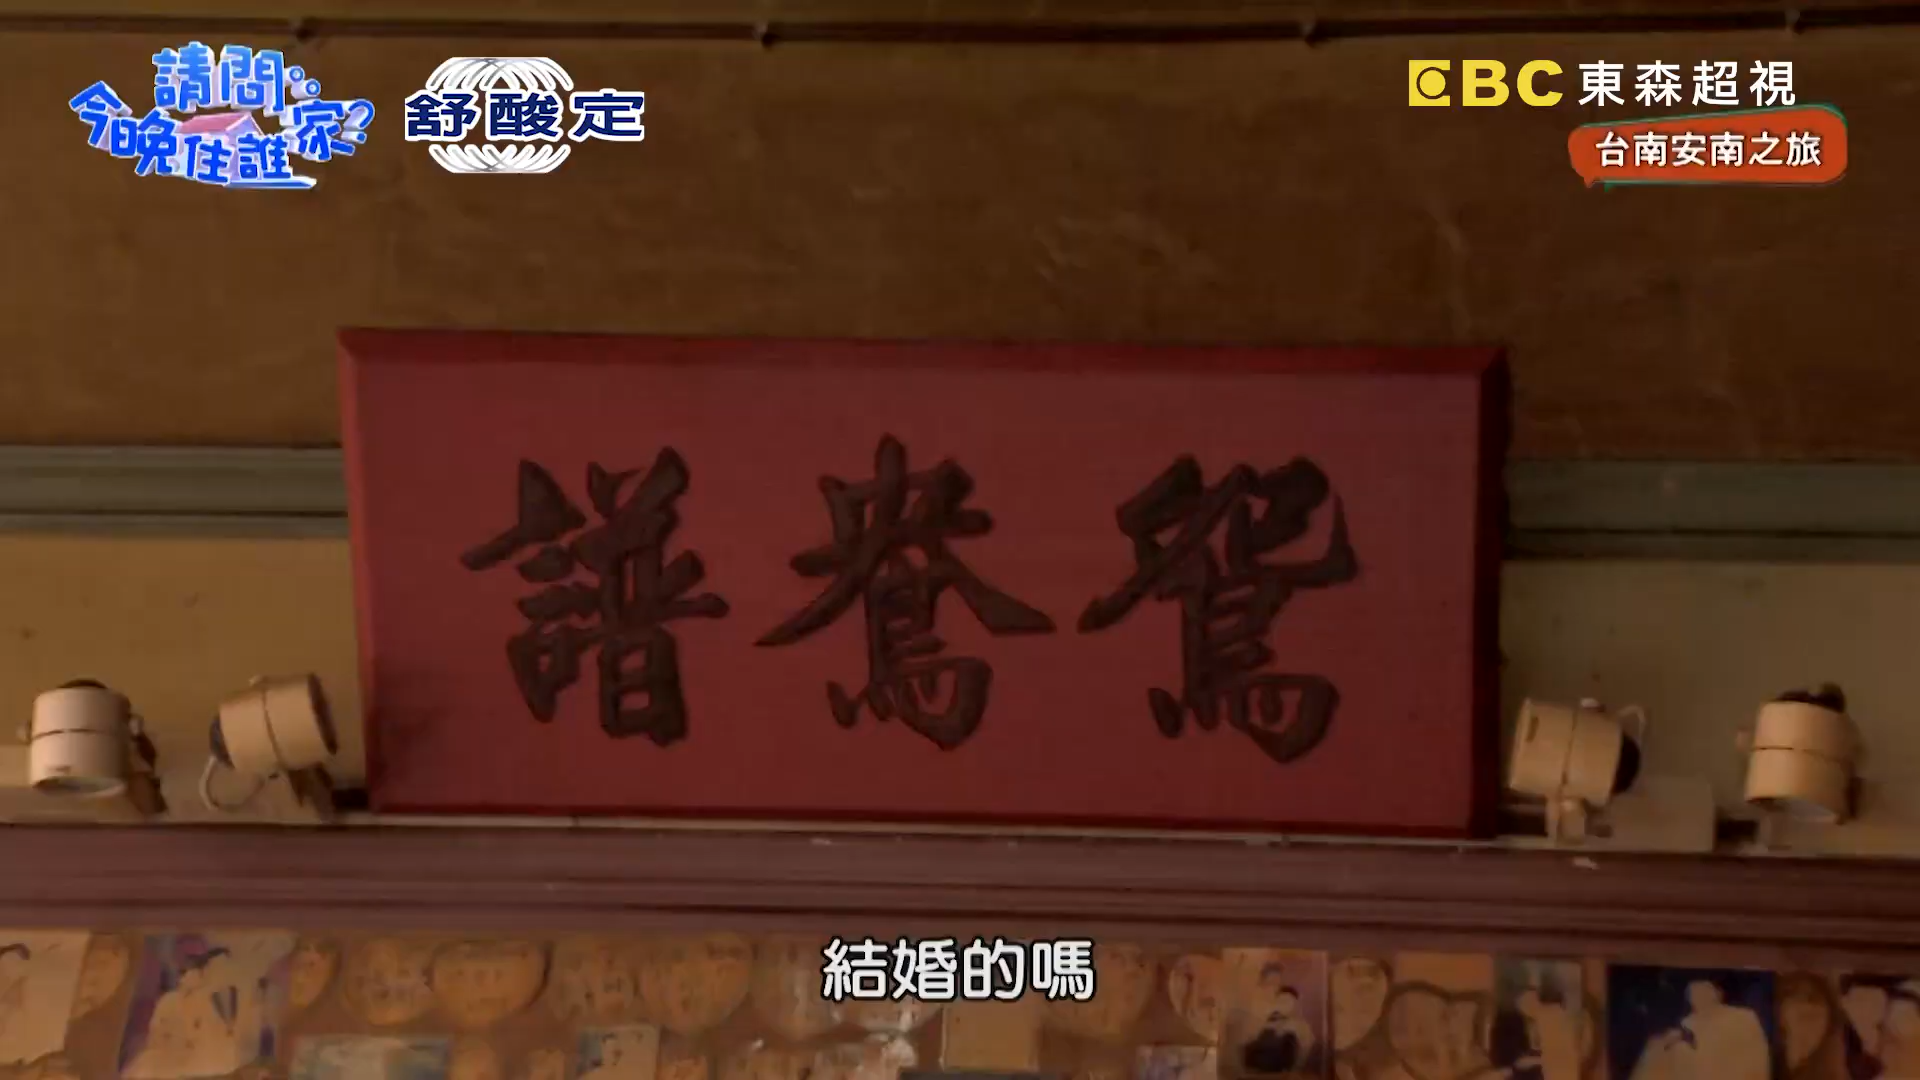 請問
今晚住誰家?
舒酸定
EBC 東森超視
台南安南之旅
譜鴦鴛
結婚的嗎